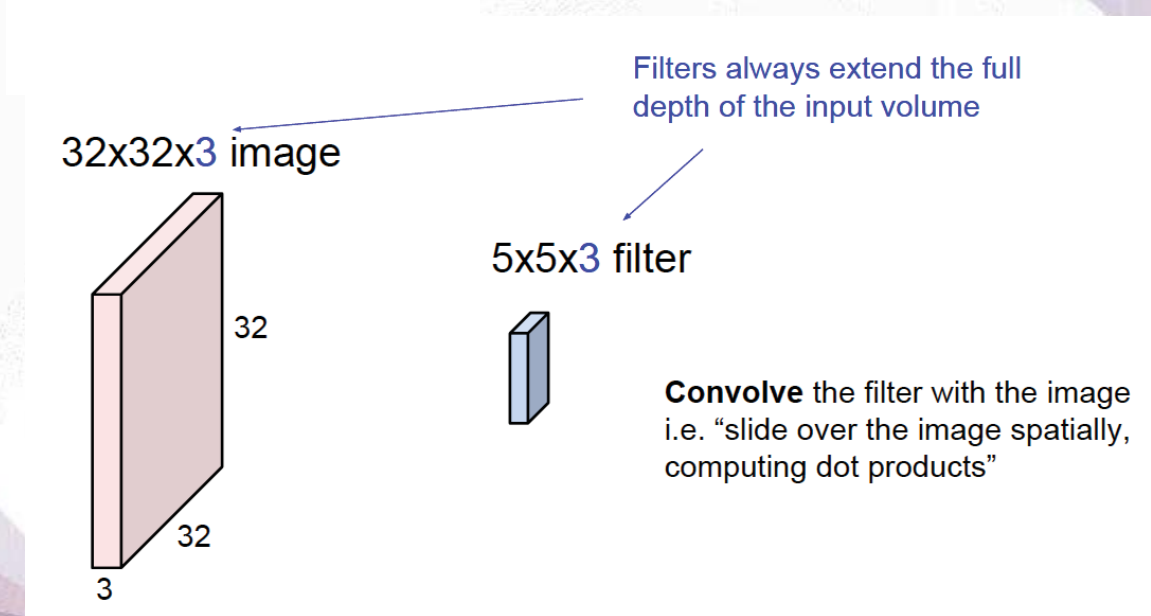 Filters always extend the full
depth of the input volume
32x32x3 image
5x5x3 filter
32
Convolve the filter with the image
i.e. “slide over the image spatially,
computing dot products”
32
3